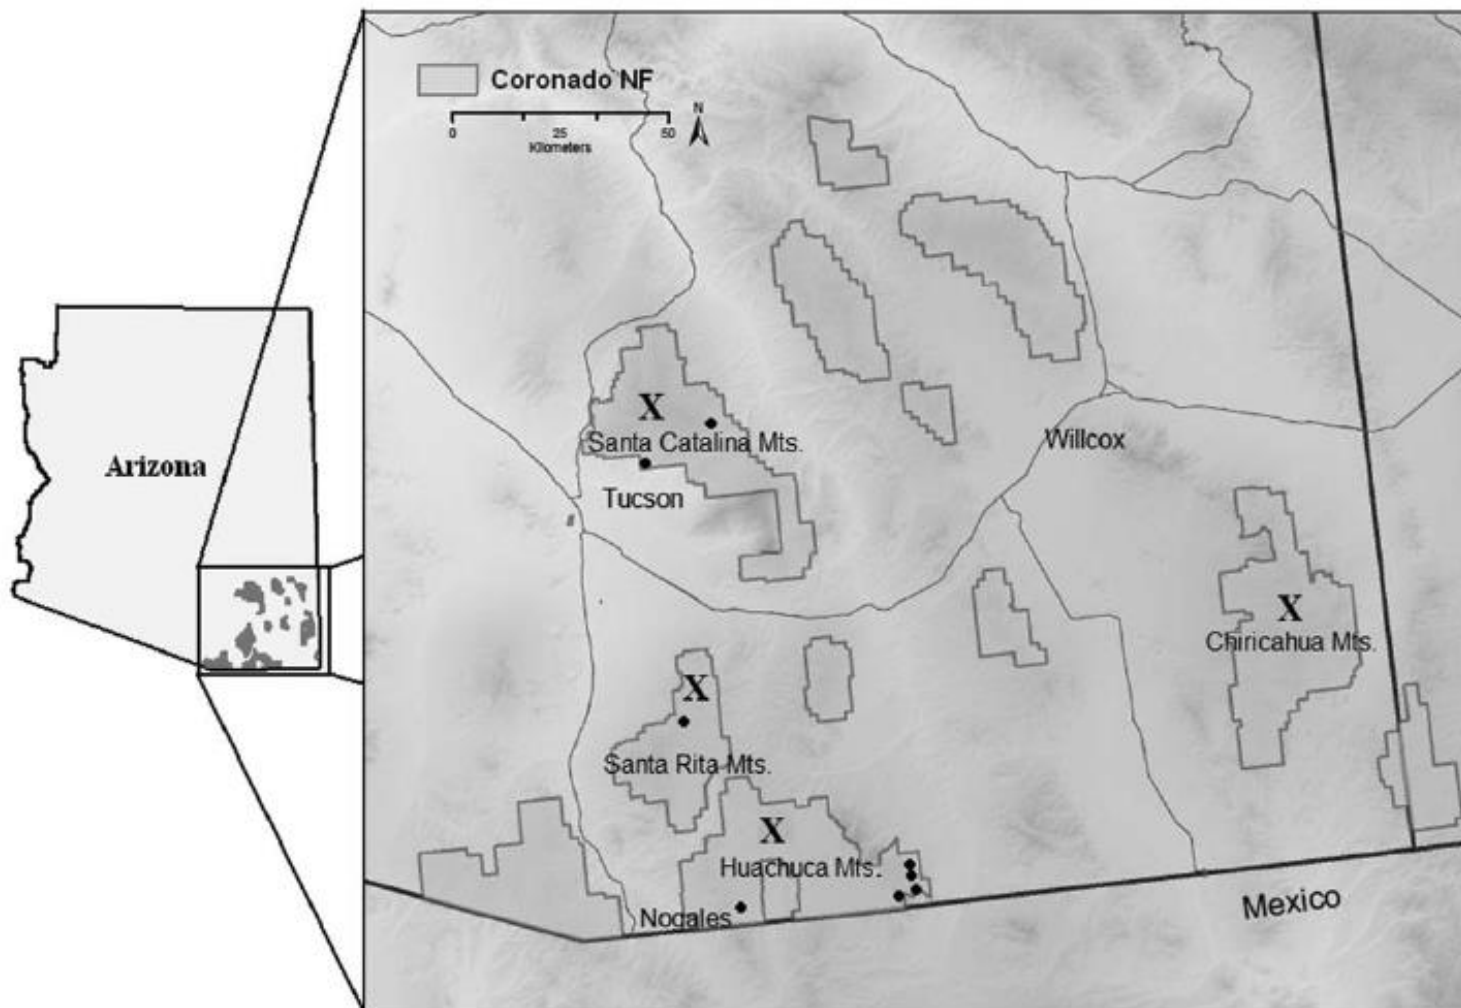 Coronado NF
N
0 25 50
Kilometers
X
Santa Catalina Mts.
Willcox
Arizona
Tucson
X
Chiricahua Mts.
X
Santa Rita Mts.
X
Huachuca Mts.
Nogales
Mexico